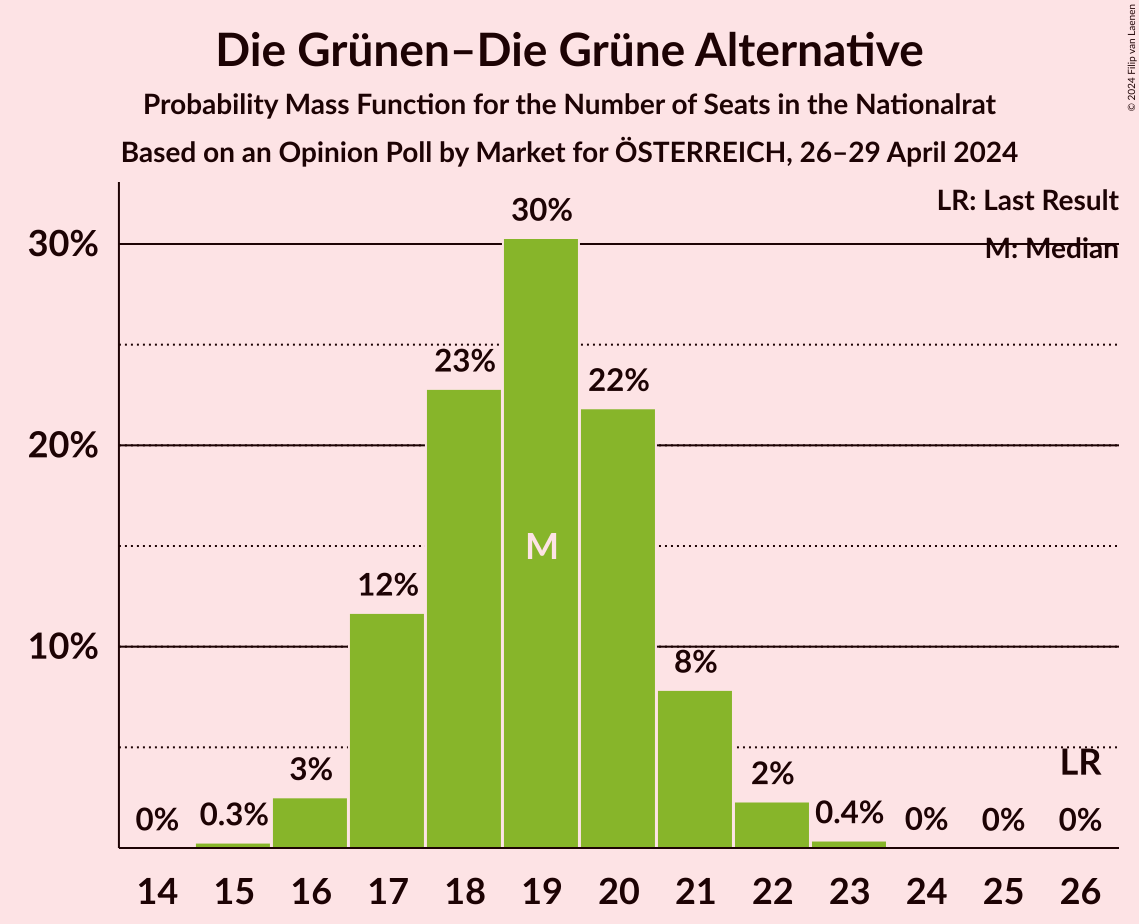 Die Grünen–Die Grüne Alternative
Probability Mass Function for the Number of Seats in the Nationalrat
Based on an Opinion Poll by Market for ÖSTERREICH, 26–29 April 2024
© 2024 Filip van Laenen
LR: Last Result
M: Median
30%
20%
10%
0%
0.3%
3%
12%
23%
30%
22%
8%
2%
0.4%
0%
0%
0%
M
LR
14 15 16 17 18 19 20 21 22 23 24 25 26